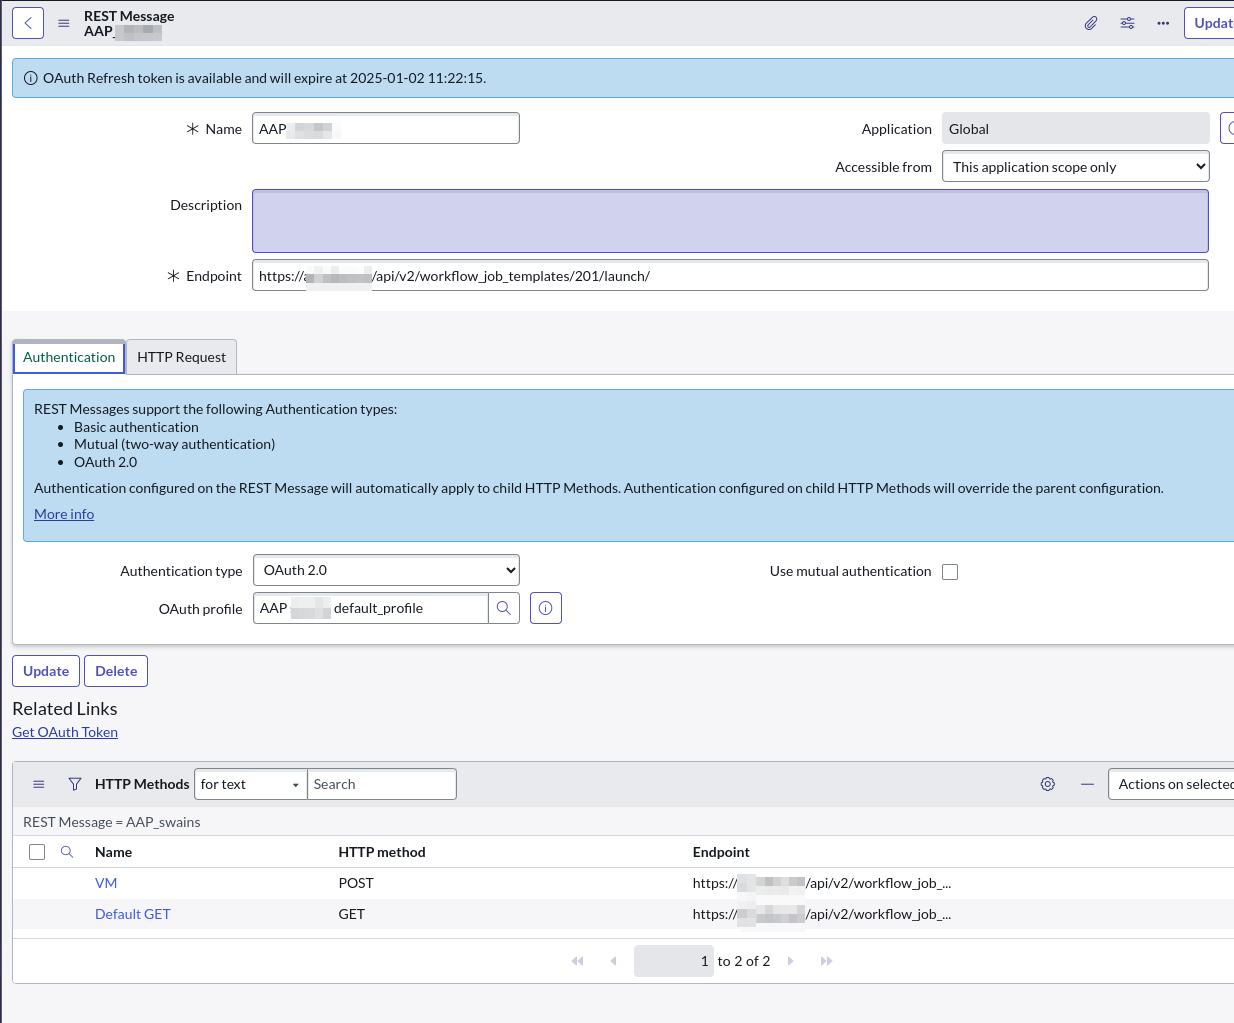 REST Message
AAP_
Updat
OAuth Refresh token is available and will expire at 2025-01-02 11:22:15.
Name AAP
Application Global
Accessible from This application scope only
Description
Endpoint https:///api/v2/workflow_job_templates/201/launch/
Authentication HTTP Request
REST Messages support the following Authentication types:
• Basic authentication
• Mutual (two-way authentication)
• OAuth 2.0
Authentication configured on the REST Message will automatically apply to child HTTP Methods. Authentication configured on child HTTP Methods will override the parent configuration.
More info
Authentication type OAuth 2.0
Use mutual authentication
OAuth profile AAP default_profile
Update Delete
Related Links
Get OAuth Token
HTTP Methods for text Search
Actions on selected
REST Message = AAP_swains
Name HTTP method Endpoint
VM POST https:///api/v2/workflow_job_...
Default GET GET https:///api/v2/workflow_job_...
1 to 2 of 2